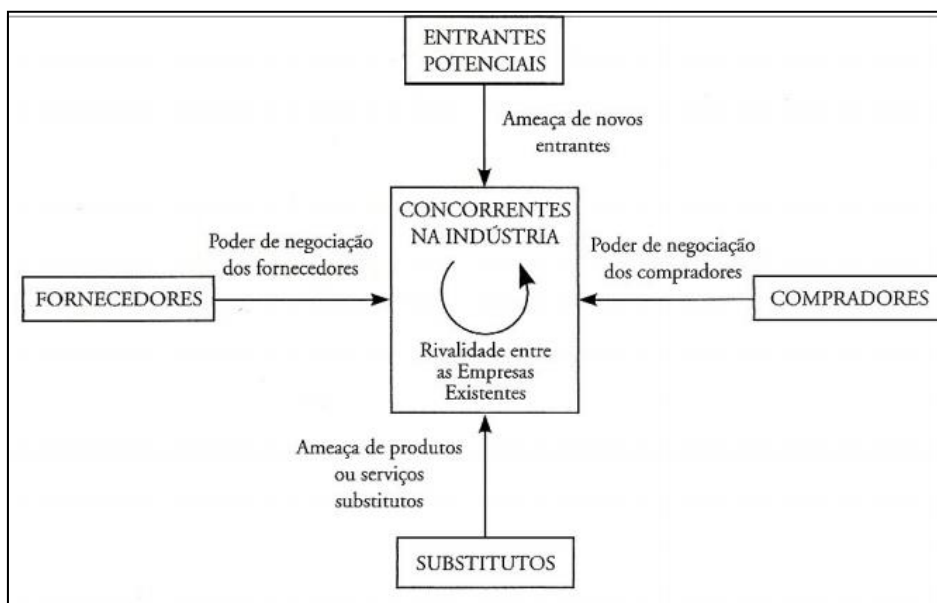 ENTRANTES
POTENCIAIS
Ameaça de novos
entrantes
CONCORRENTES
NA INDÚSTRIA
Poder de negociação
dos fornecedores
Poder de negociação
dos compradores
FORNECEDORES
COMPRADORES
Rivalidade entre
as Empresas
Existentes
Ameaça de produtos
ou serviços
substitutos
SUBSTITUTOS